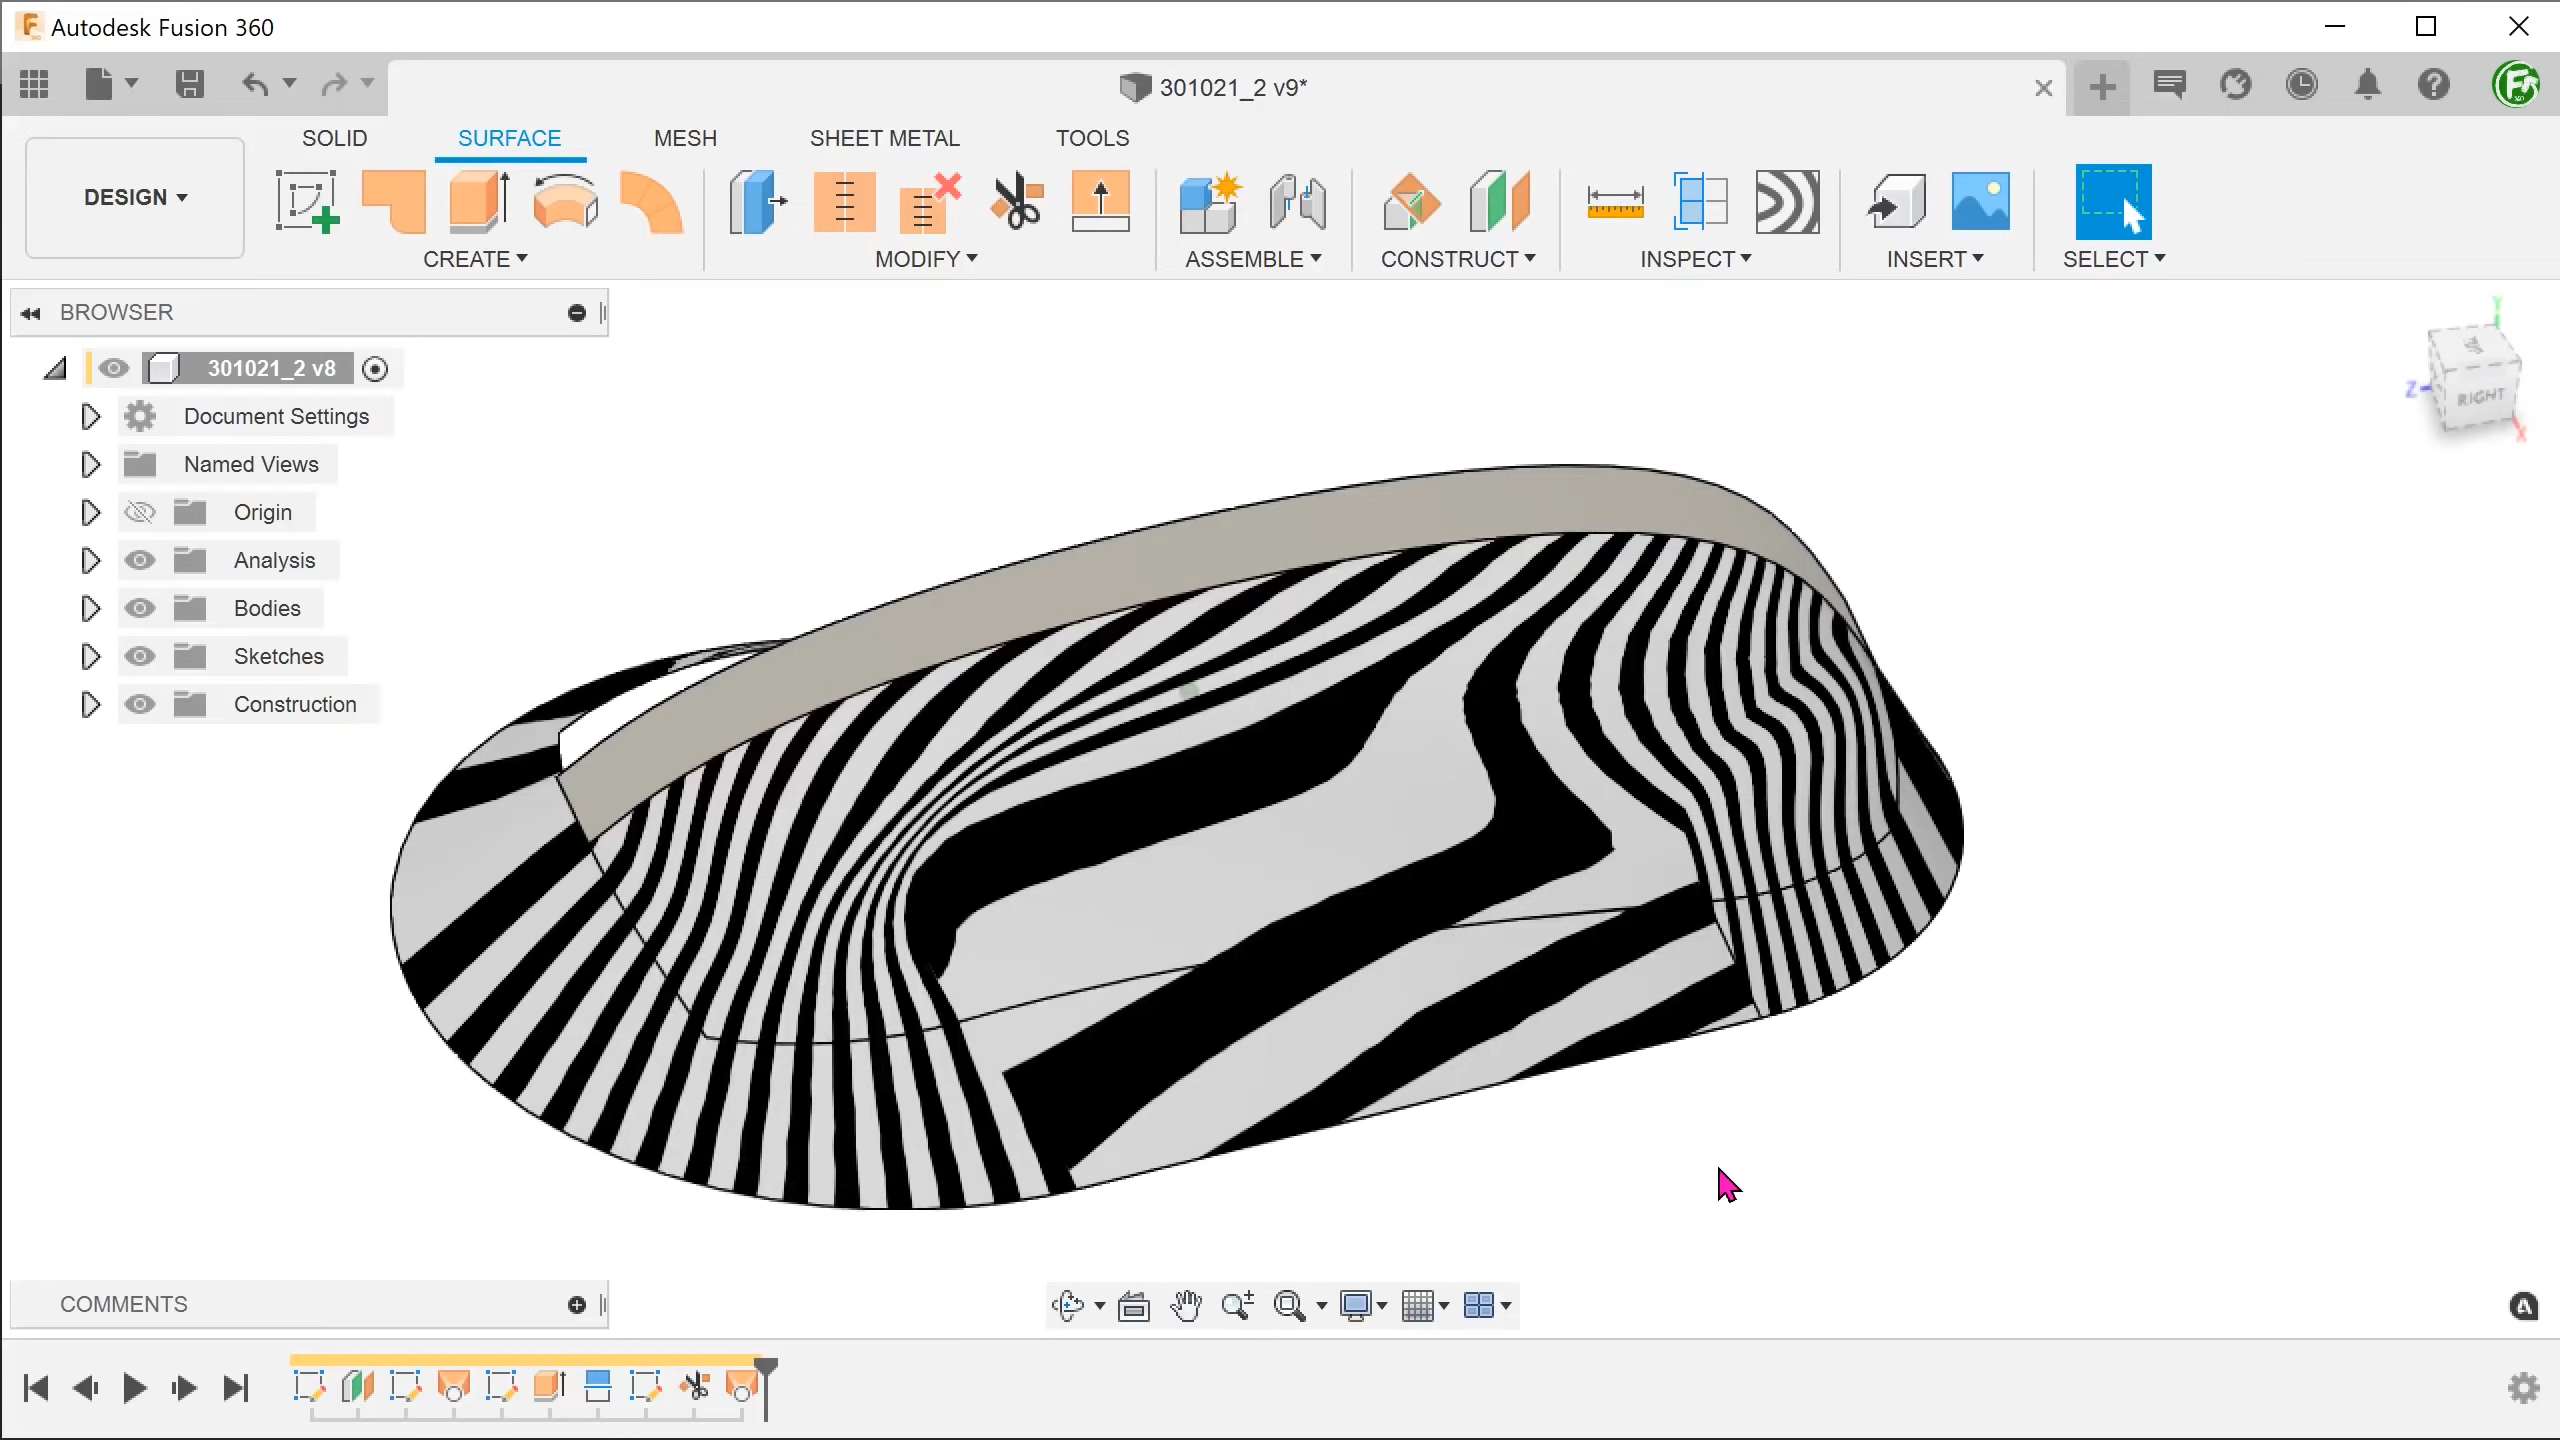 Autodesk Fusion 360
301021_2 v9*
SOLID SURFACE MESH SHEET METAL TOOLS
DESIGN
CREATE MODIFY ASSEMBLE CONSTRUCT INSPECT INSERT SELECT
BROWSER
301021_2 v8
Document Settings
Named Views
Origin
Analysis
Bodies
Sketches
Construction
Y
Z
RIGHT
X
COMMENTS